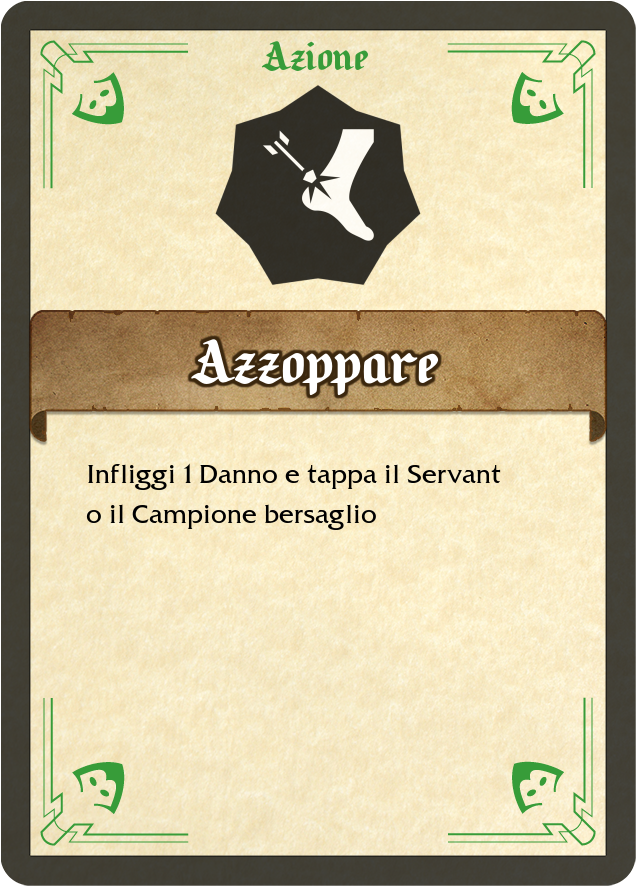 Azione
Azzoppare
Infliggi 1 Danno e tappa il Servant
o il Campione bersaglio